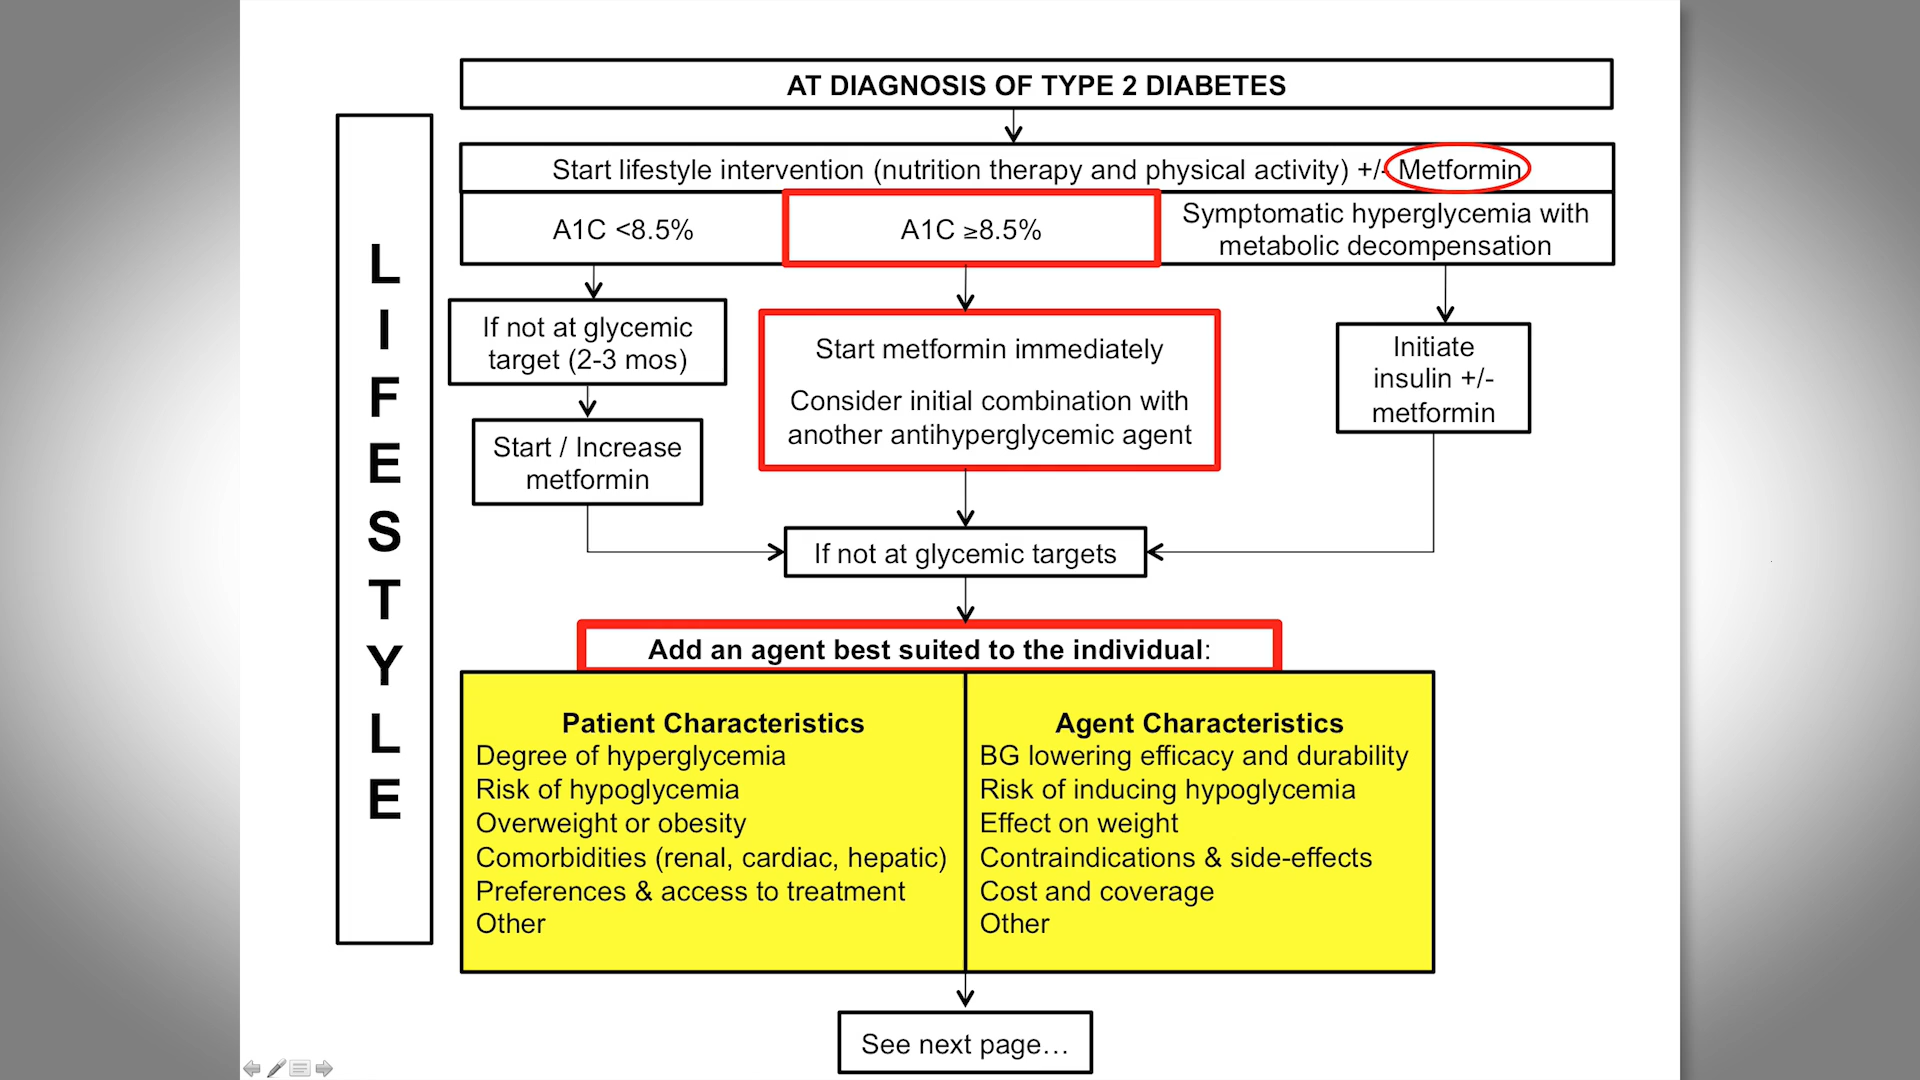 AT DIAGNOSIS OF TYPE 2 DIABETES
Start lifestyle intervention (nutrition therapy and physical activity) +/- Metformin
A1C <8.5%
A1C ≥8.5%
Symptomatic hyperglycemia with
metabolic decompensation
LIFESTYLE
If not at glycemic
target (2-3 mos)
Start / Increase
metformin
Start metformin immediately
Consider initial combination with
another antihyperglycemic agent
Initiate
insulin +/-
metformin
If not at glycemic targets
Add an agent best suited to the individual:
Patient Characteristics
Degree of hyperglycemia
Risk of hypoglycemia
Overweight or obesity
Comorbidities (renal, cardiac, hepatic)
Preferences & access to treatment
Other
Agent Characteristics
BG lowering efficacy and durability
Risk of inducing hypoglycemia
Effect on weight
Contraindications & side-effects
Cost and coverage
Other
See next page…